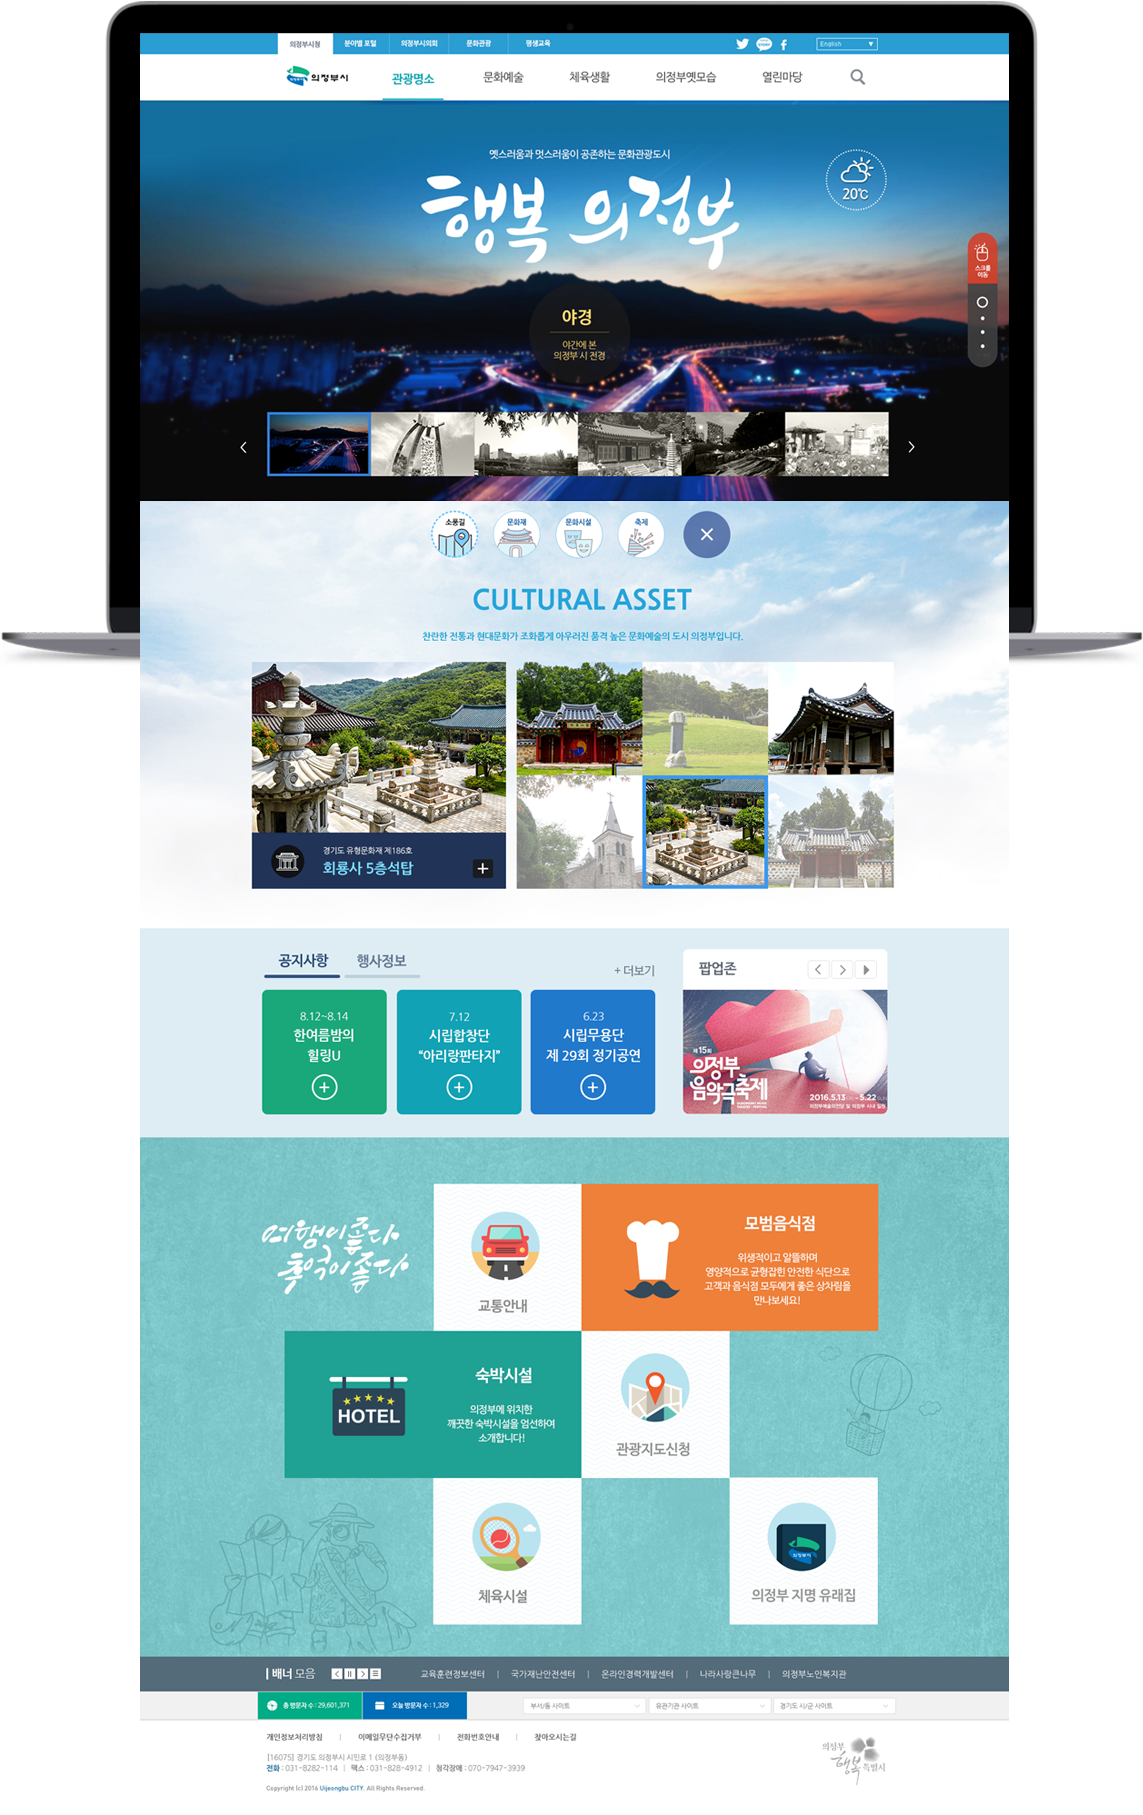 의정부시청 분야별 포털 의정부시의회 문화관광 평생교육 English
의정부시 관광명소 문화예술 체육생활 의정부옛모습 열린마당
옛스러움과 멋스러움이 공존하는 문화관광도시
행복 의정부
20℃
스크롤
이동
야경
야간에 본
의정부 시 전경
소풍길 문화재 문화시설 축제
CULTURAL ASSET
찬란한 전통과 현대문화가 조화롭게 아우러진 품격 높은 문화예술의 도시 의정부입니다.
경기도 유형문화재 제186호
회룡사 5층석탑
공지사항 행사정보 + 더보기 팝업존
8.12~8.14
한여름밤의
힐링U
7.12
시립합창단
“아리랑판타지”
6.23
시립무용단
제 29회 정기공연
제15회
의정부
음악극축제
2016.5.13 - 5.22
여행이 좋다
추억이 좋다
교통안내
모범음식점
위생적이고 알뜰하며
영양적으로 균형잡힌 안전한 식단으로
고객과 음식점 모두에게 좋은 상차림을
만나보세요!
HOTEL
숙박시설
의정부에 위치한
깨끗한 숙박시설을 엄선하여
소개합니다!
관광지도신청
체육시설
의정부시
의정부 지명 유래집
배너 모음 교육훈련정보센터 | 국가재난안전센터 | 온라인경력개발센터 | 나라사랑큰나무 | 의정부노인복지관
총 방문자 수 : 29,601,371 오늘 방문자 수 : 1,329 부서/동 사이트 유관기관 사이트 경기도 시/군 사이트
개인정보처리방침 | 이메일무단수집거부 | 전화번호안내 | 찾아오시는길
[16075] 경기도 의정부시 시민로 1 (의정부동)
전화 : 031-8282-114 | 팩스 : 031-828-4912 | 청각장애 : 070-7947-3939
Copyright (c) 2016 Uijeongbu CITY. All Rights Reserved.
의정부
행복 특별시